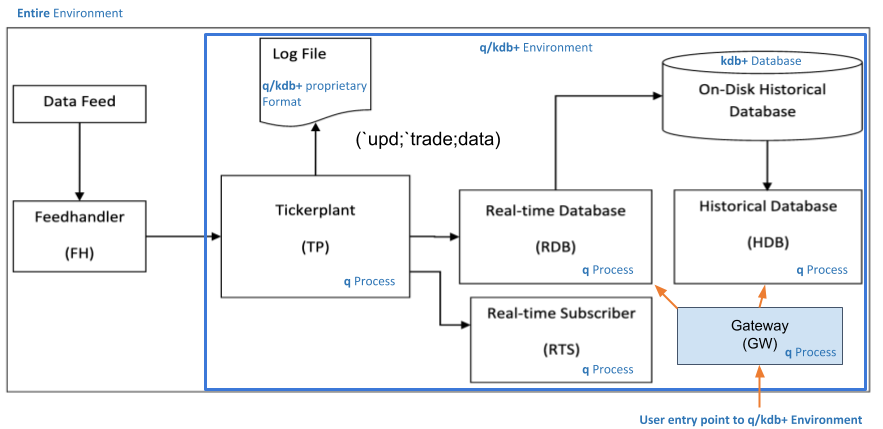 Entire Environment
q/kdb+ Environment
Log File
q/kdb+ proprietary
Format
kdb+ Database
On-Disk Historical
Database
Data Feed
(`upd;`trade;data)
Feedhandler
(FH)
Tickerplant
(TP)
q Process
Real-time Database
(RDB)
q Process
Historical Database
(HDB)
q Process
Real-time Subscriber
(RTS)
q Process
Gateway
(GW)
q Process
User entry point to q/kdb+ Environment